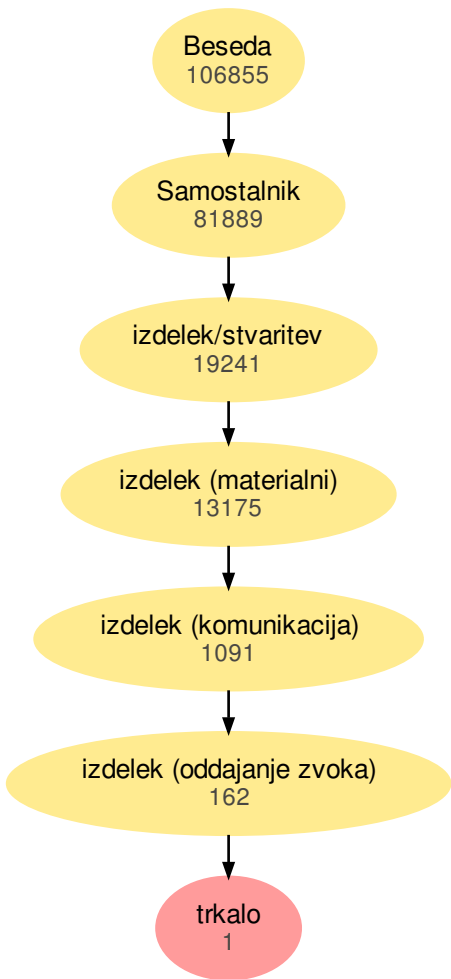 Beseda
106855
Samostalnik
81889
izdelek/stvaritev
19241
izdelek (materialni)
13175
izdelek (komunikacija)
1091
izdelek (oddajanje zvoka)
162
trkalo
1